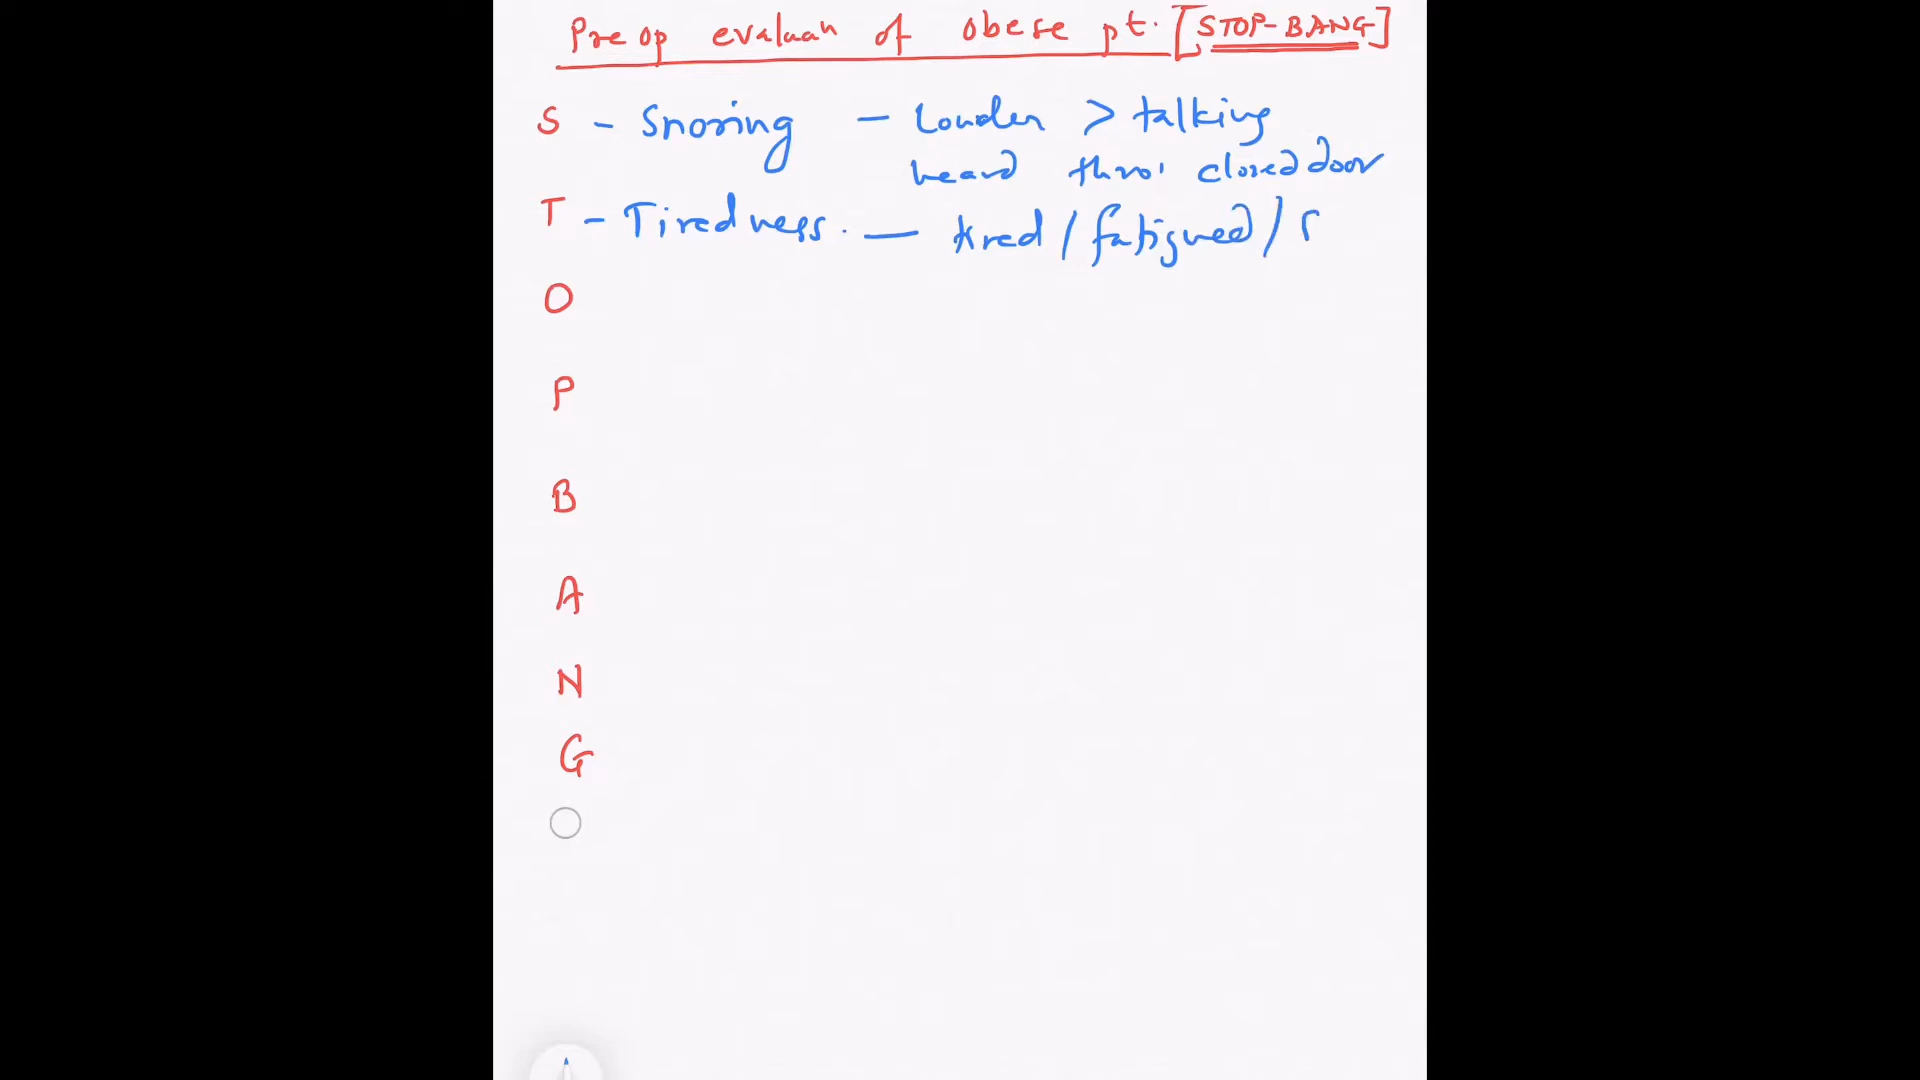 Pre op evaluan of obese pt. [STOP-BANG]
S - Snoring - Louder > talking
heard thro' closed door
T - Tiredness. — tired / fatigued / r
O
P
B
A
N
G